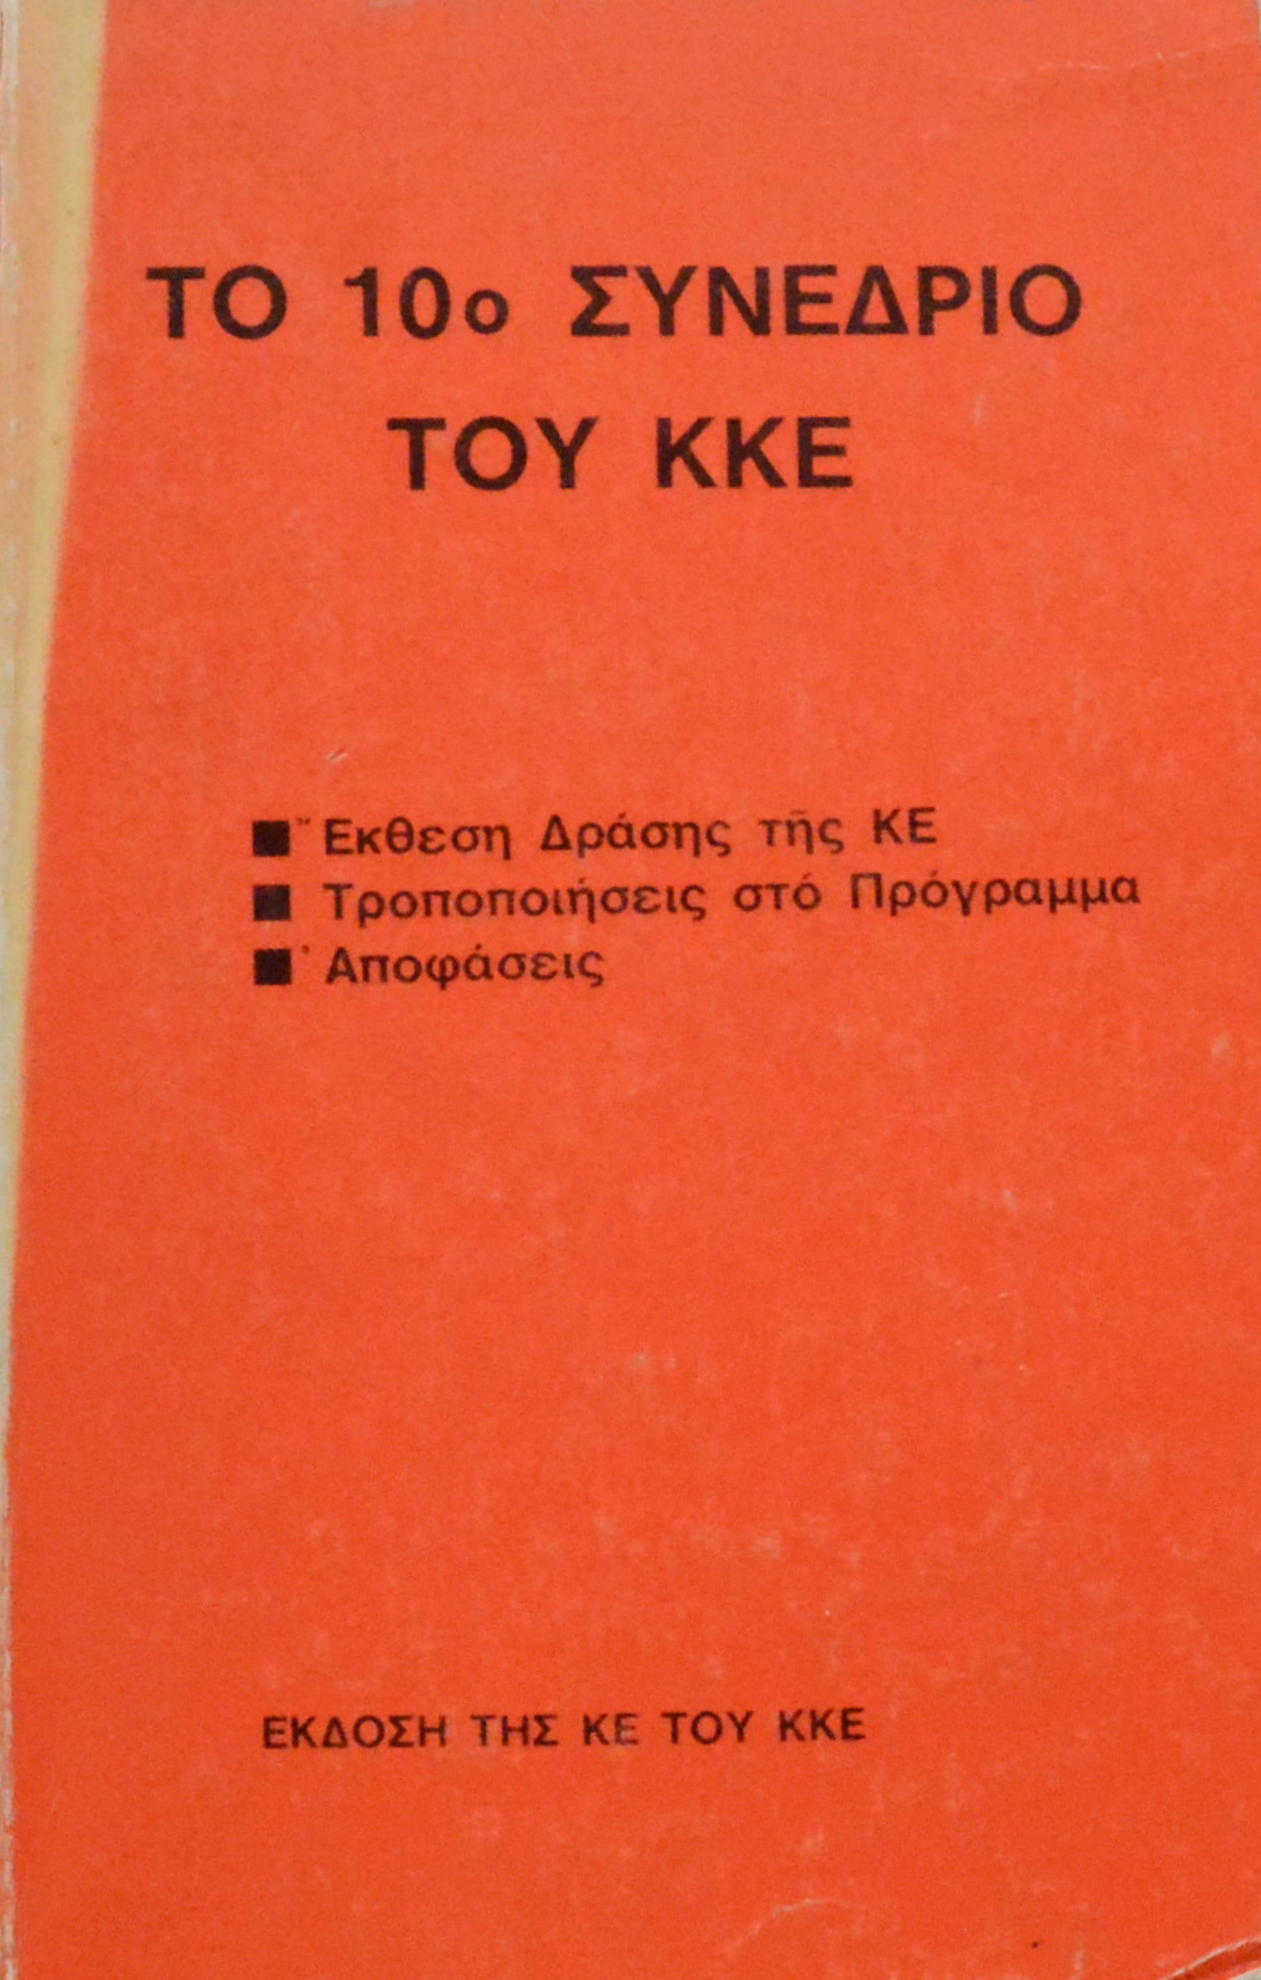 ΤΟ 10ο ΣΥΝΕΔΡΙΟ
ΤΟΥ ΚΚΕ
■ Ἔκθεση Δράσης τῆς ΚΕ
■ Τροποποιήσεις στό Πρόγραμμα
■ Ἀποφάσεις
ΕΚΔΟΣΗ ΤΗΣ ΚΕ ΤΟΥ ΚΚΕ